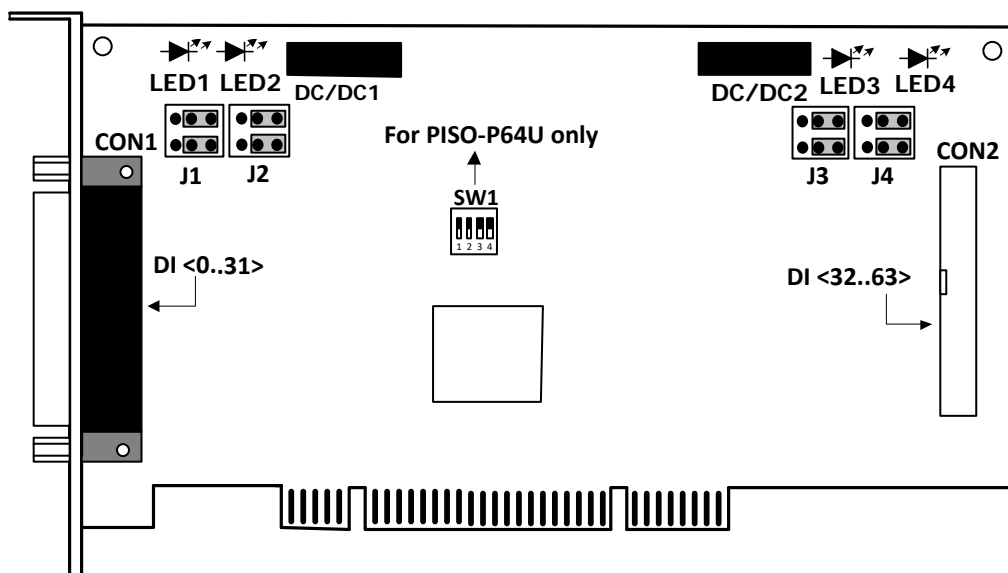 LED1
LED2
DC/DC1
DC/DC2
LED3
LED4
CON1
J1
J2
For PISO-P64U only
SW1
1 2 3 4
J3
J4
CON2
DI <0..31>
DI <32..63>